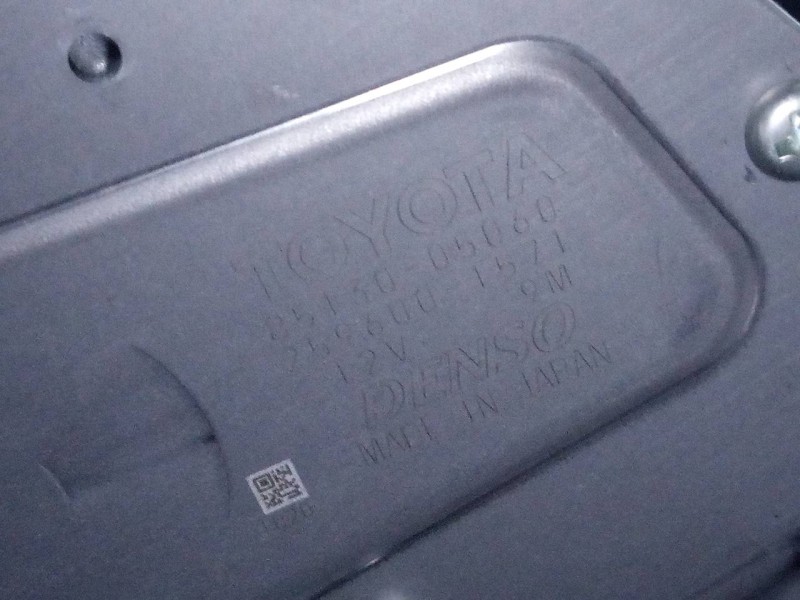 TOYOTA
85130-05060
259600-1571
12V 9M
DENSO
MADE IN JAPAN